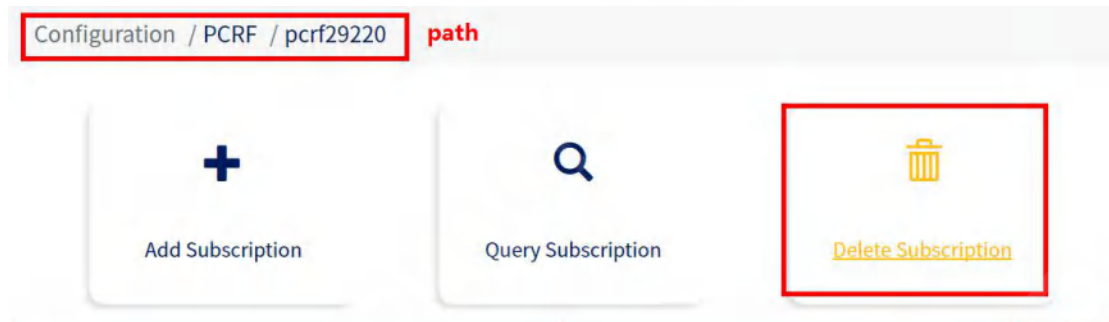 Configuration / PCRF / pcrf29220 path
Add Subscription
Query Subscription
Delete Subscription